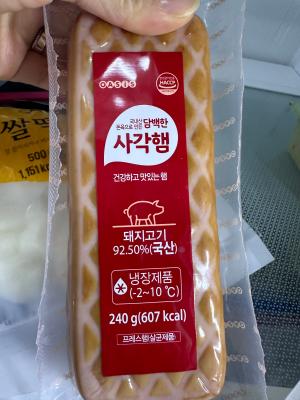 OASIS
HACCP
국내산
돈육으로 만든 담백한
사각햄
건강하고 맛있는 햄
돼지고기
92.50%(국산)
냉장제품
(-2~10 ℃)
240 g(607 kcal)
프레스햄(살균제품)
쌀
500
1,151 k